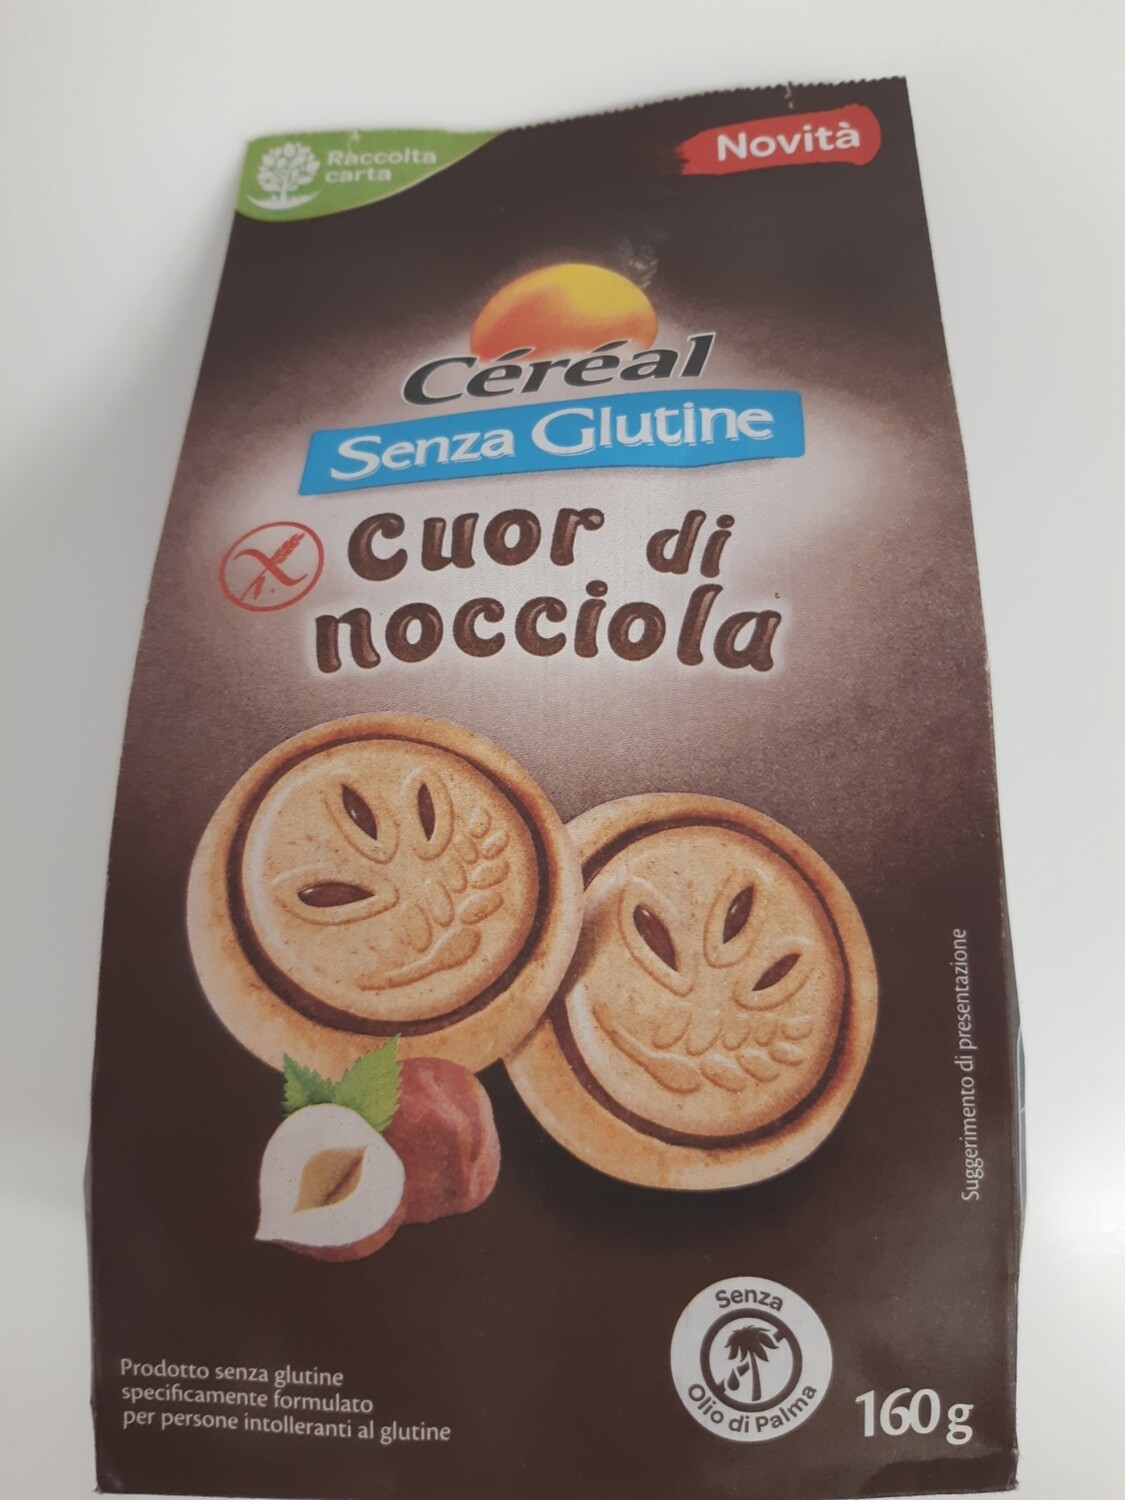 Raccolta
carta
Novità
Céréal
Senza Glutine
cuor di
nocciola
Suggerimento di presentazione
Senza
Olio di Palma
Prodotto senza glutine
specificamente formulato
per persone intolleranti al glutine
160g